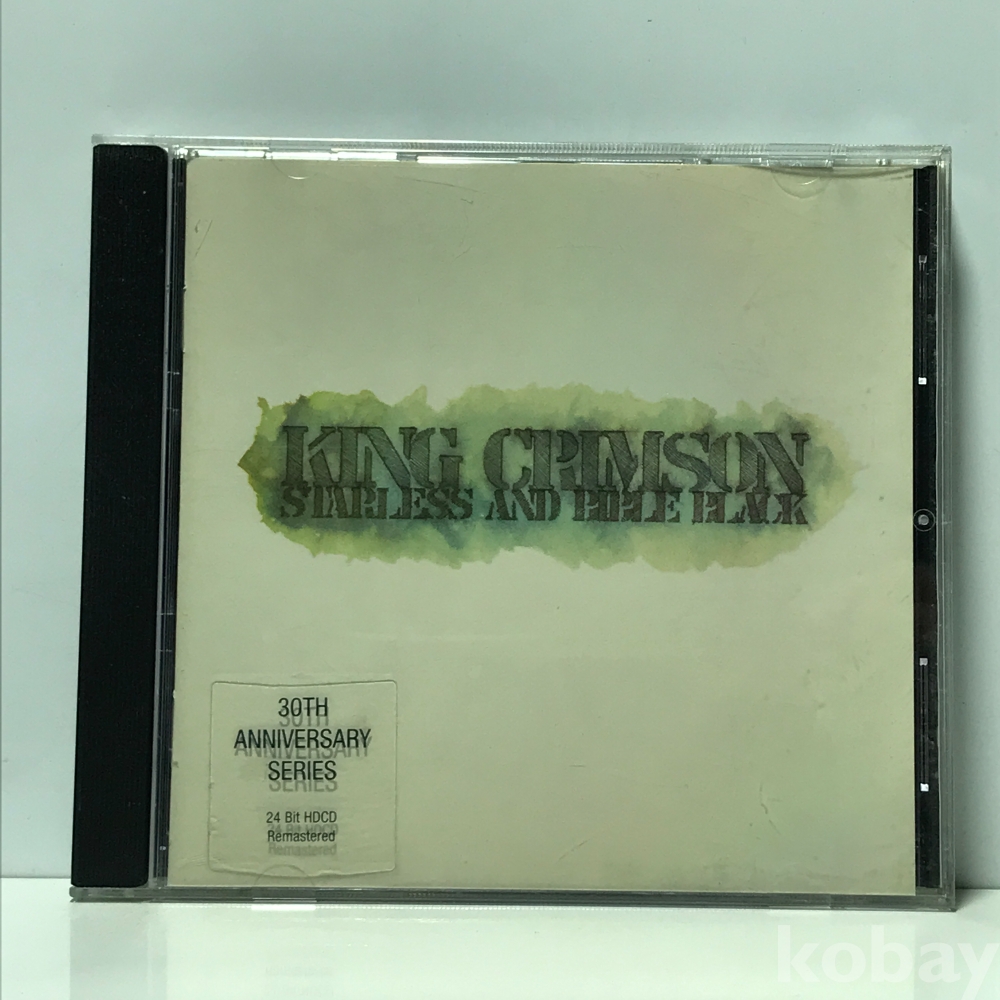 KING CRIMSON
STARLESS AND BIBLE BLACK
30TH
ANNIVERSARY
SERIES
24 Bit HDCD
Remastered
kobay